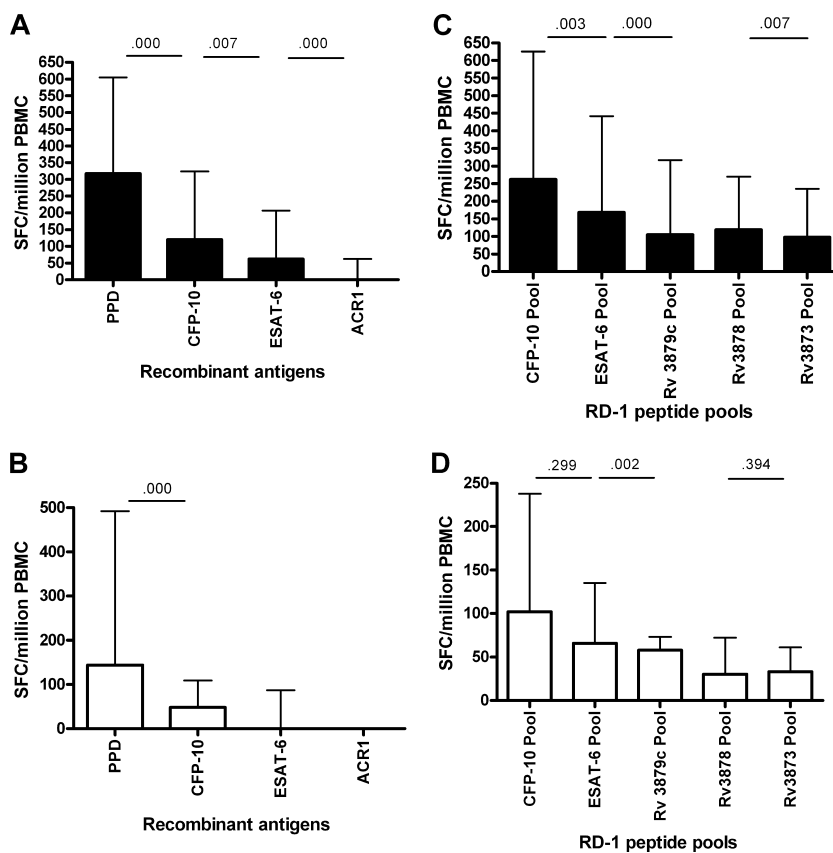 A
.000 .007 .000
SFC/million PBMC
650
600
550
500
450
400
350
300
250
200
150
100
50
0
PPD
CFP-10
ESAT-6
ACR1
Recombinant antigens
C
.003 .000 .007
SFC/million PBMC
650
600
550
500
450
400
350
300
250
200
150
100
50
0
CFP-10 Pool
ESAT-6 Pool
Rv 3879c Pool
Rv3878 Pool
Rv3873 Pool
RD-1 peptide pools
B
.000
SFC/million PBMC
500
400
300
200
100
0
PPD
CFP-10
ESAT-6
ACR1
Recombinant antigens
D
.299 .002 .394
SFC/million PBMC
250
200
150
100
50
0
CFP-10 Pool
ESAT-6 Pool
Rv 3879c Pool
Rv3878 Pool
Rv3873 Pool
RD-1 peptide pools